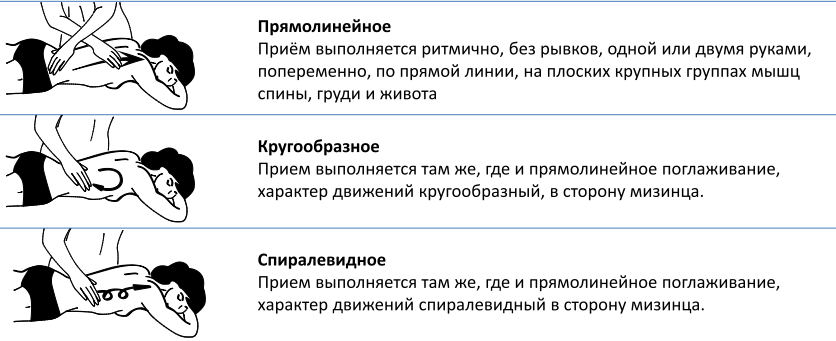 Прямолинейное
Приём выполняется ритмично, без рывков, одной или двумя руками,
попеременно, по прямой линии, на плоских крупных группах мышц
спины, груди и живота
Кругообразное
Прием выполняется там же, где и прямолинейное поглаживание,
характер движений кругообразный, в сторону мизинца.
Спиралевидное
Прием выполняется там же, где и прямолинейное поглаживание,
характер движений спиралевидный в сторону мизинца.